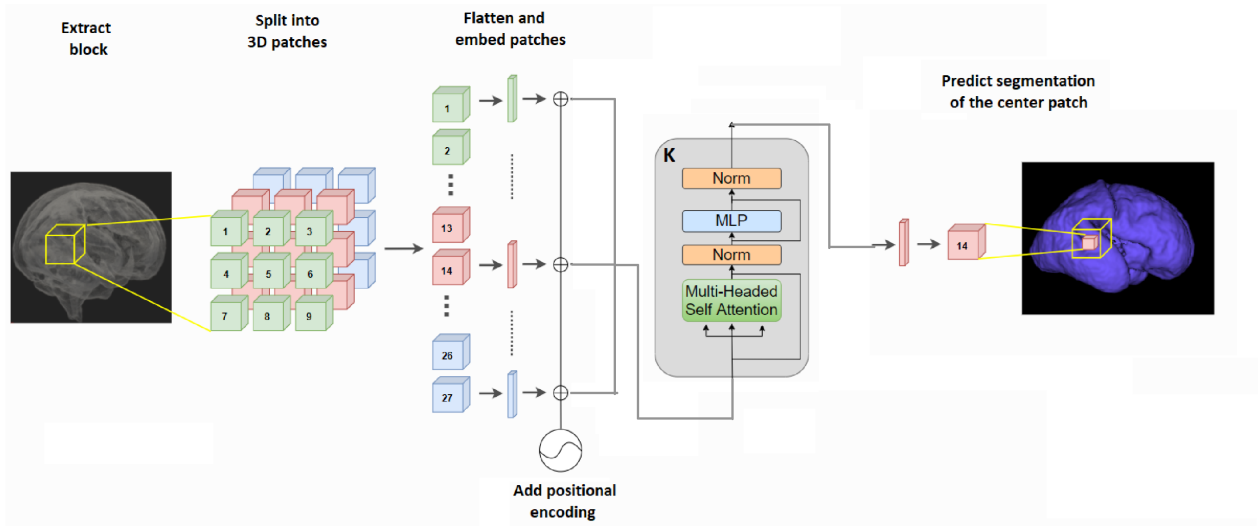 Extract
block
Split into
3D patches
Flatten and
embed patches
Predict segmentation
of the center patch
1 2 3
4 5 6
7 8 9
1
2
13
14
26
27
K
Norm
MLP
Norm
Multi-Headed
Self Attention
14
Add positional
encoding